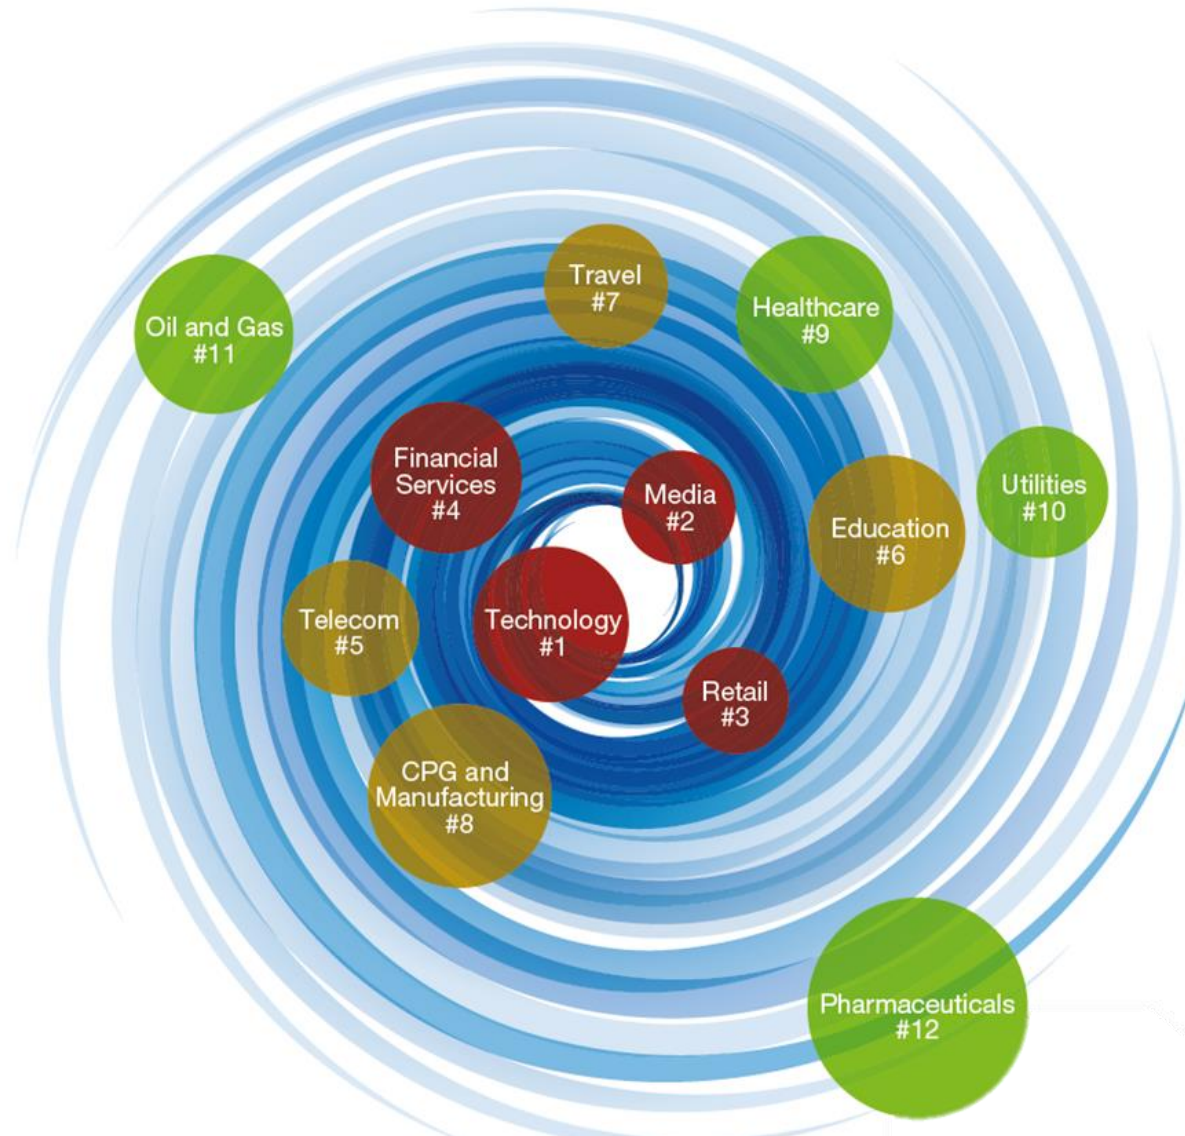 Travel
#7
Healthcare
#9
Oil and Gas
#11
Financial
Services
#4
Media
#2
Utilities
#10
Education
#6
Telecom
#5
Technology
#1
Retail
#3
CPG and
Manufacturing
#8
Pharmaceuticals
#12